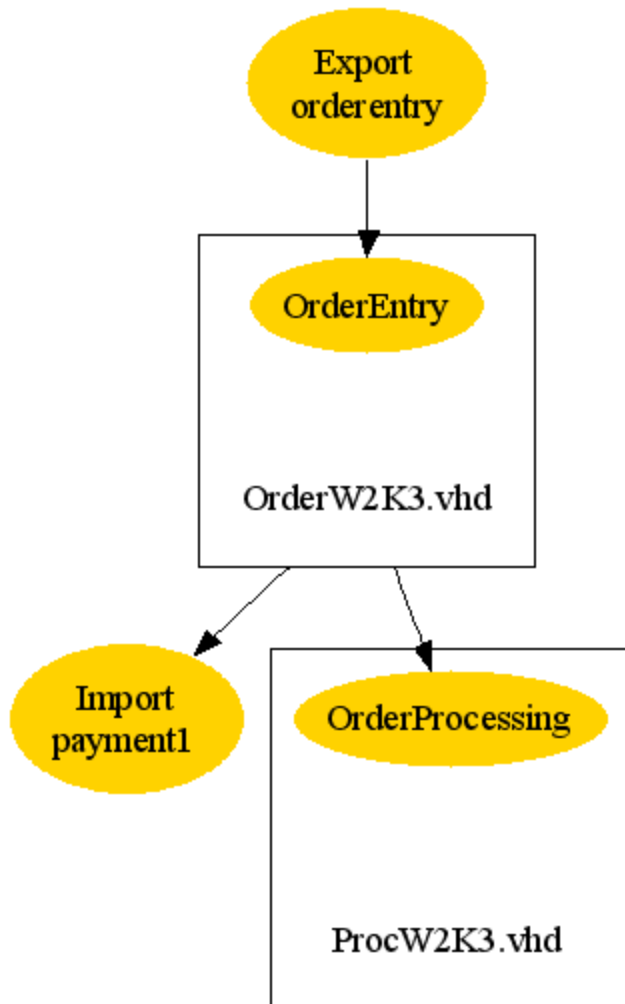 Export
orderentry
OrderEntry
OrderW2K3.vhd
Import
payment1
OrderProcessing
ProcW2K3.vhd